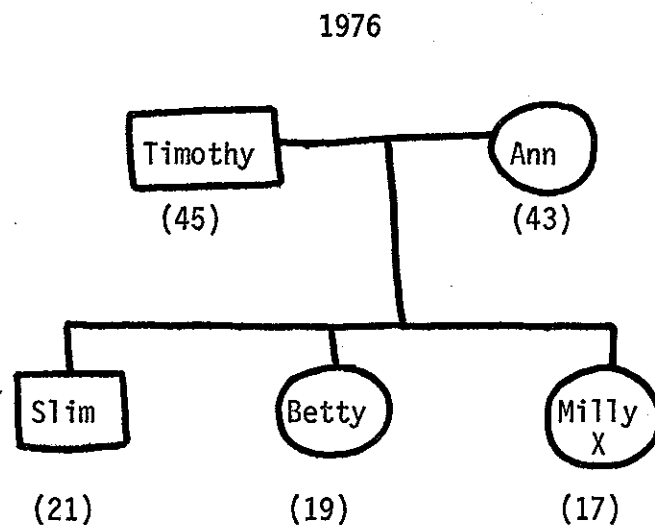 1976
Timothy
Ann
(45)
(43)
Slim
Betty
Milly
X
(21)
(19)
(17)